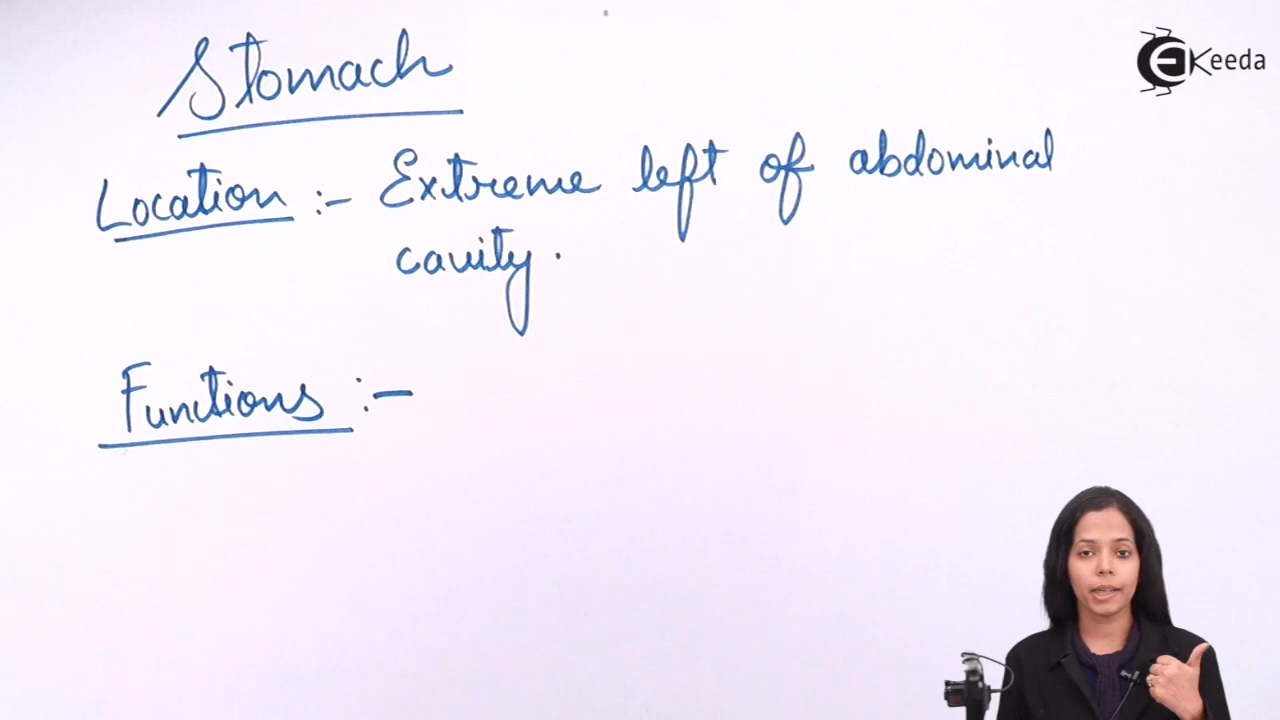 Stomach
EKeeda
Location :- Extreme left of abdominal
cavity.
Functions :-